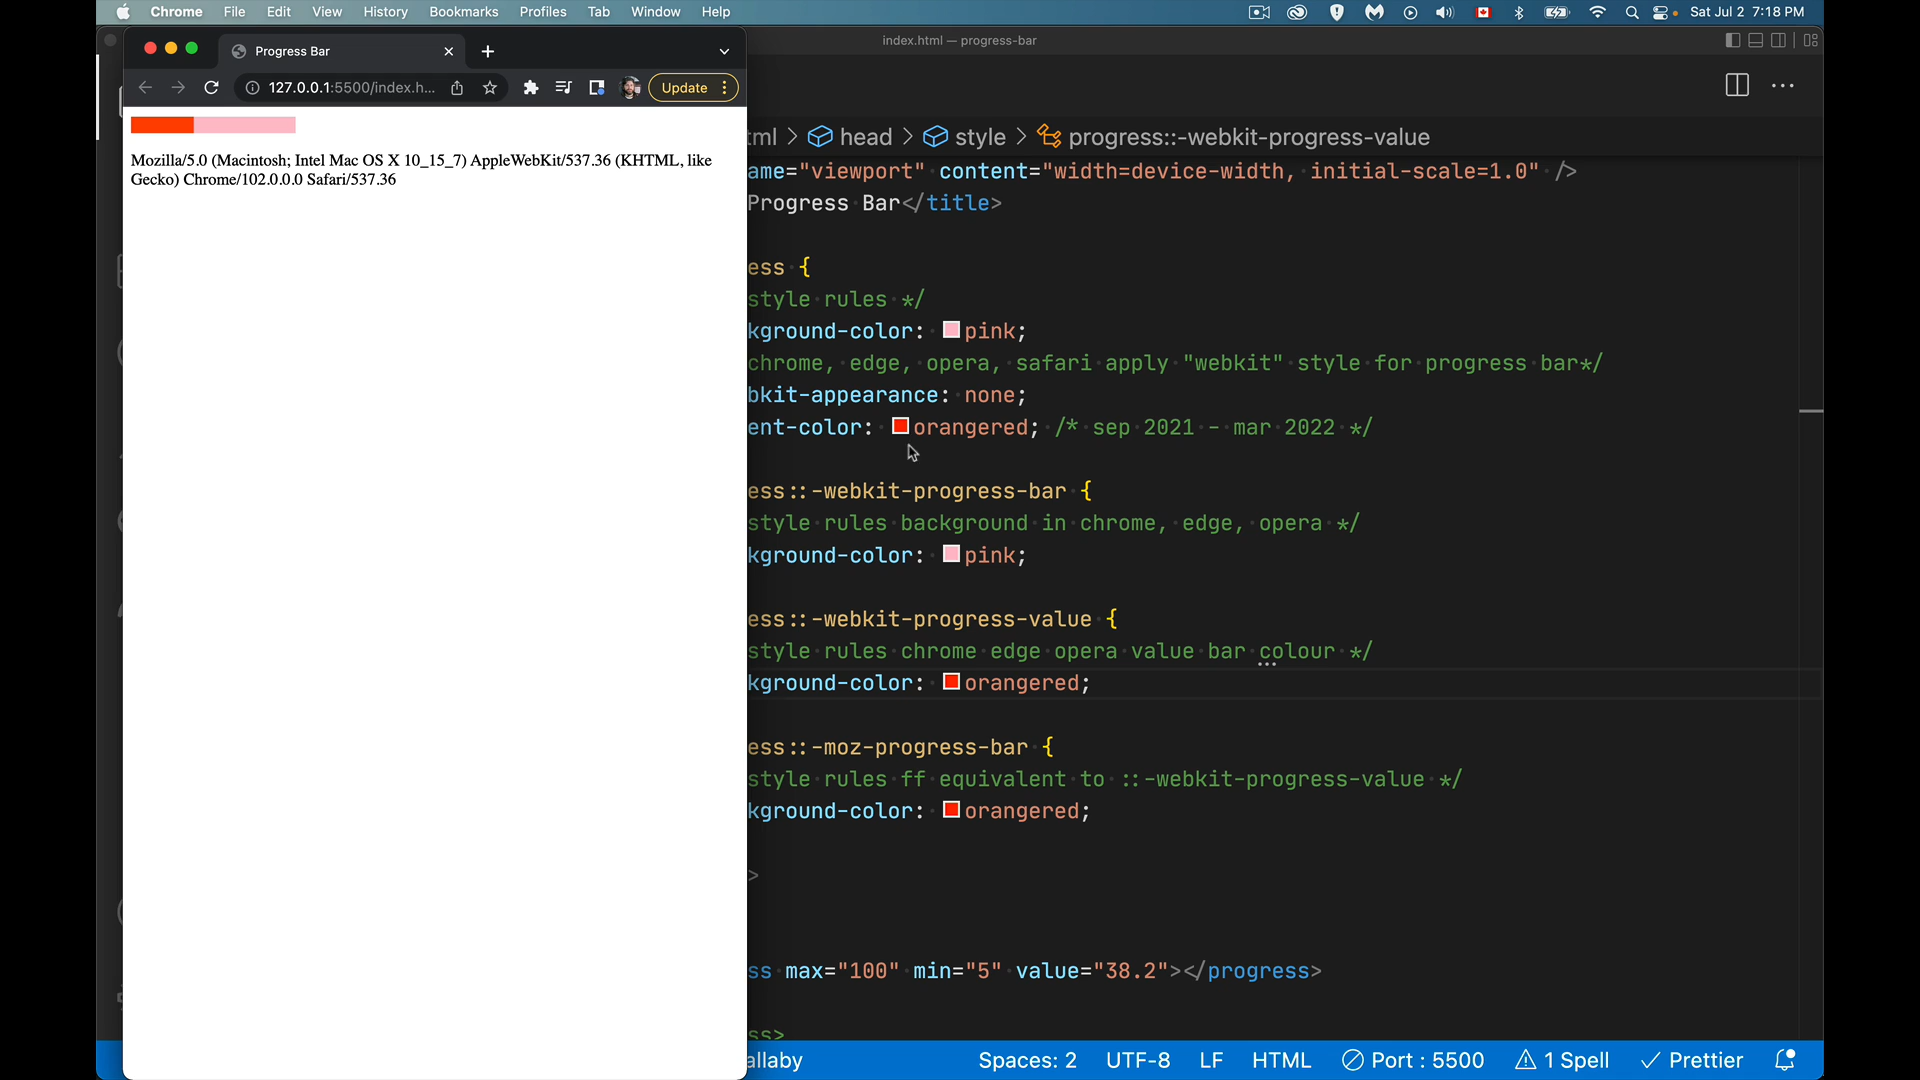 Chrome File Edit View History Bookmarks Profiles Tab Window Help Sat Jul 2 7:18 PM
index.html — progress-bar
Progress Bar
127.0.0.1:5500/index.h... Update
Mozilla/5.0 (Macintosh; Intel Mac OS X 10_15_7) AppleWebKit/537.36 (KHTML, like
Gecko) Chrome/102.0.0.0 Safari/537.36
ml > head > style > progress::-webkit-progress-value
ame="viewport" content="width=device-width, initial-scale=1.0" />
Progress Bar</title>
ess {
style rules */
kground-color: pink;
chrome, edge, opera, safari apply "webkit" style for progress bar*/
bkit-appearance: none;
ent-color: orangered; /* sep 2021 - mar 2022 */
ess::-webkit-progress-bar {
style rules background in chrome, edge, opera */
kground-color: pink;
ess::-webkit-progress-value {
style rules chrome edge opera value bar colour */
kground-color: orangered;
ess::-moz-progress-bar {
style rules ff equivalent to ::-webkit-progress-value */
kground-color: orangered;
>
ss max="100" min="5" value="38.2"></progress>
ss>
allaby Spaces: 2 UTF-8 LF HTML Port : 5500 1 Spell Prettier